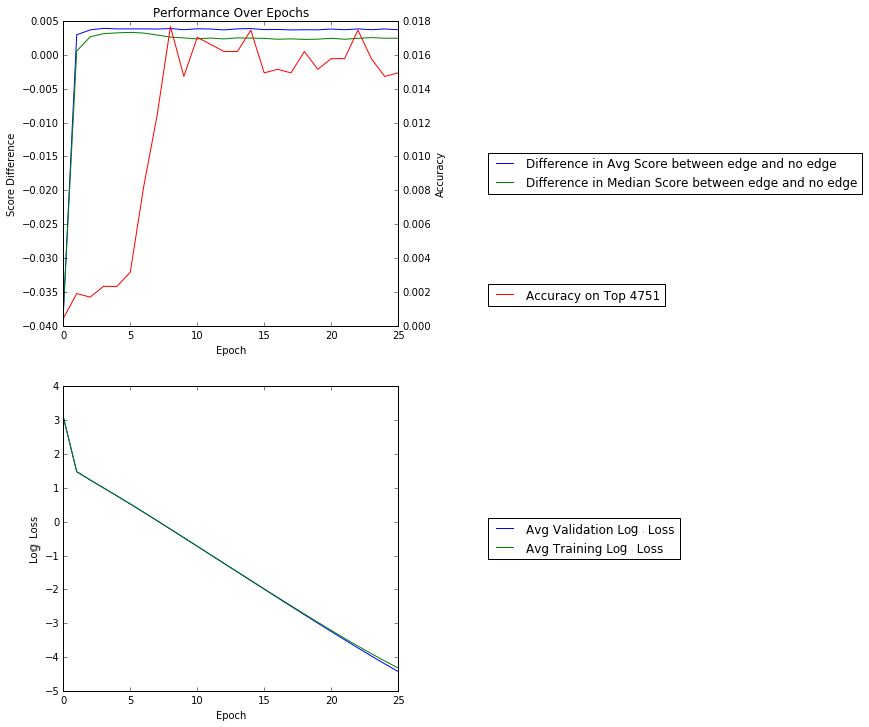 Performance Over Epochs
0.005
0.000
−0.005
−0.010
−0.015
−0.020
−0.025
−0.030
−0.035
−0.040
Score Difference
0.018
0.016
0.014
0.012
0.010
0.008
0.006
0.004
0.002
0.000
Accuracy
0 5 10 15 20 25
Epoch
Difference in Avg Score between edge and no edge
Difference in Median Score between edge and no edge
Accuracy on Top 4751
4
3
2
1
0
−1
−2
−3
−4
−5
Log Loss
0 5 10 15 20 25
Epoch
Avg Validation Log Loss
Avg Training Log Loss